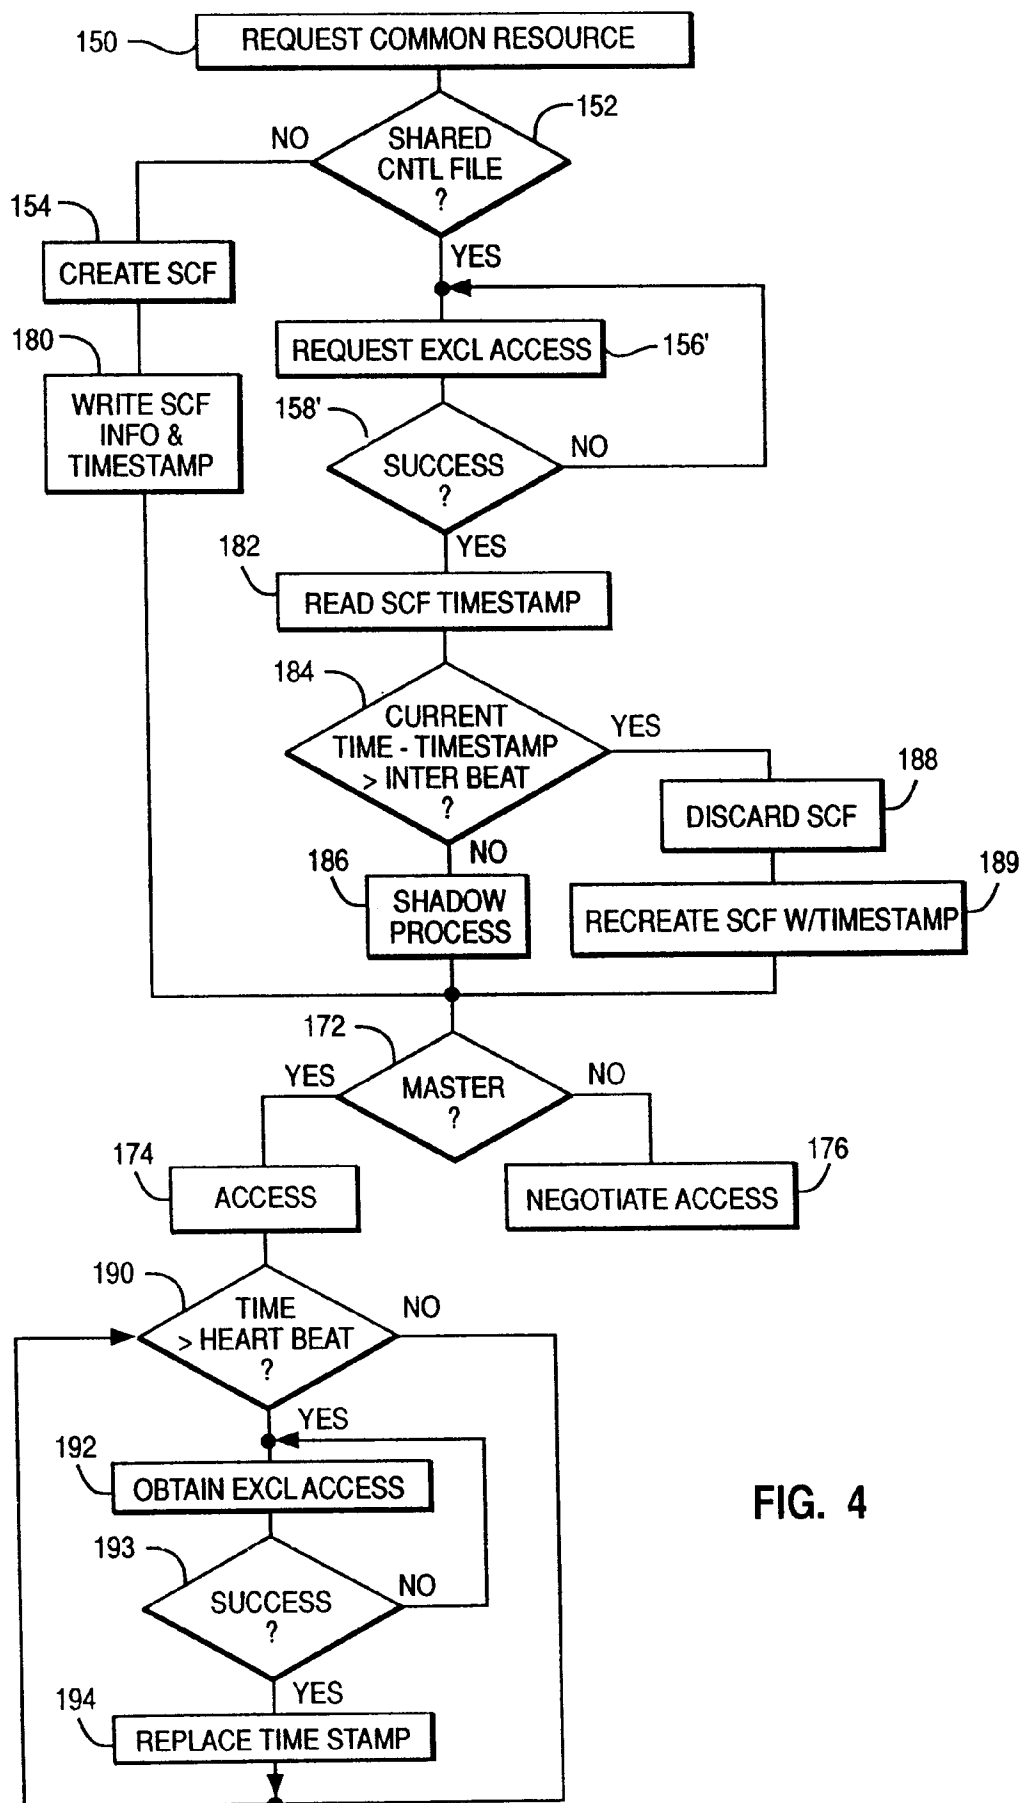 150
REQUEST COMMON RESOURCE
152
NO
SHARED
CNTL FILE
?
154
YES
CREATE SCF
180
REQUEST EXCL ACCESS
156'
WRITE SCF
INFO &
TIMESTAMP
158'
NO
SUCCESS
?
182
YES
READ SCF TIMESTAMP
184
CURRENT
TIME - TIMESTAMP
> INTER BEAT
?
YES
188
DISCARD SCF
NO
186
SHADOW
PROCESS
189
RECREATE SCF W/TIMESTAMP
172
YES
MASTER
?
NO
174
ACCESS
176
NEGOTIATE ACCESS
190
TIME
> HEART BEAT
?
NO
YES
192
OBTAIN EXCL ACCESS
FIG. 4
193
SUCCESS
?
NO
YES
194
REPLACE TIME STAMP